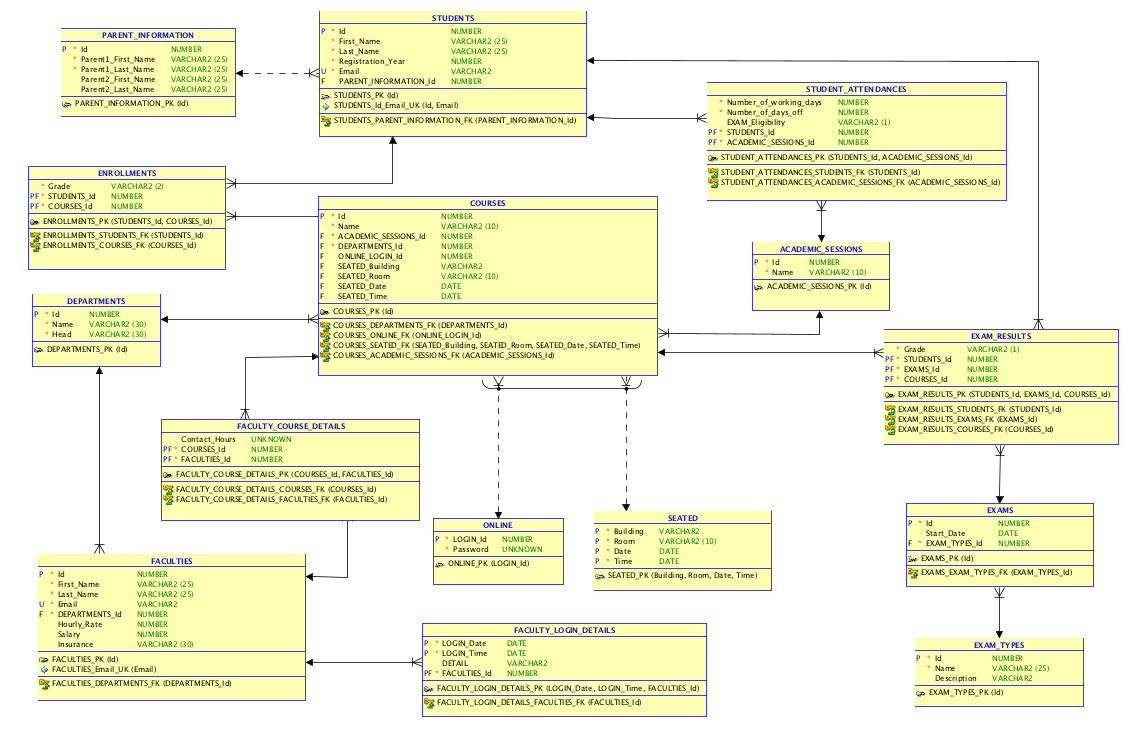 PARENT_INFORMATION
P * Id NUMBER
* Parent1_First_Name VARCHAR2 (25)
* Parent1_Last_Name VARCHAR2 (25)
Parent2_First_Name VARCHAR2 (25)
Parent2_Last_Name VARCHAR2 (25)
PARENT_INFORMATION_PK (Id)
STUDENTS
P * Id NUMBER
* First_Name VARCHAR2 (25)
* Last_Name VARCHAR2 (25)
* Registration_Year NUMBER
U * Email VARCHAR2
F PARENT_INFORMATION_Id NUMBER
STUDENTS_PK (Id)
STUDENTS_Id_Email_UK (Id, Email)
STUDENTS_PARENT_INFORMATION_FK (PARENT_INFORMATION_Id)
STUDENT_ATTENDANCES
* Number_of_working_days NUMBER
* Number_of_days_off NUMBER
EXAM_Eligibility VARCHAR2 (1)
PF * STUDENTS_Id NUMBER
PF * ACADEMIC_SESSIONS_Id NUMBER
STUDENT_ATTENDANCES_PK (STUDENTS_Id, ACADEMIC_SESSIONS_Id)
STUDENT_ATTENDANCES_STUDENTS_FK (STUDENTS_Id)
STUDENT_ATTENDANCES_ACADEMIC_SESSIONS_FK (ACADEMIC_SESSIONS_Id)
ENROLLMENTS
* Grade VARCHAR2 (2)
PF * STUDENTS_Id NUMBER
PF * COURSES_Id NUMBER
ENROLLMENTS_PK (STUDENTS_Id, COURSES_Id)
ENROLLMENTS_STUDENTS_FK (STUDENTS_Id)
ENROLLMENTS_COURSES_FK (COURSES_Id)
COURSES
P * Id NUMBER
* Name VARCHAR2 (10)
F * ACADEMIC_SESSIONS_Id NUMBER
F * DEPARTMENTS_Id NUMBER
F ONLINE_LOGIN_Id NUMBER
F SEATED_Building VARCHAR2
F SEATED_Room VARCHAR2 (10)
F SEATED_Date DATE
F SEATED_Time DATE
COURSES_PK (Id)
COURSES_DEPARTMENTS_FK (DEPARTMENTS_Id)
COURSES_ONLINE_FK (ONLINE_LOGIN_Id)
COURSES_SEATED_FK (SEATED_Building, SEATED_Room, SEATED_Date, SEATED_Time)
COURSES_ACADEMIC_SESSIONS_FK (ACADEMIC_SESSIONS_Id)
ACADEMIC_SESSIONS
P * Id NUMBER
* Name VARCHAR2 (10)
ACADEMIC_SESSIONS_PK (Id)
DEPARTMENTS
P * Id NUMBER
* Name VARCHAR2 (30)
* Head VARCHAR2 (30)
DEPARTMENTS_PK (Id)
EXAM_RESULTS
* Grade VARCHAR2 (1)
PF * STUDENTS_Id NUMBER
PF * EXAMS_Id NUMBER
PF * COURSES_Id NUMBER
EXAM_RESULTS_PK (STUDENTS_Id, EXAMS_Id, COURSES_Id)
EXAM_RESULTS_STUDENTS_FK (STUDENTS_Id)
EXAM_RESULTS_EXAMS_FK (EXAMS_Id)
EXAM_RESULTS_COURSES_FK (COURSES_Id)
FACULTY_COURSE_DETAILS
Contact_Hours UNKNOWN
PF * COURSES_Id NUMBER
PF * FACULTIES_Id NUMBER
FACULTY_COURSE_DETAILS_PK (COURSES_Id, FACULTIES_Id)
FACULTY_COURSE_DETAILS_COURSES_FK (COURSES_Id)
FACULTY_COURSE_DETAILS_FACULTIES_FK (FACULTIES_Id)
ONLINE
P * LOGIN_Id NUMBER
* Password UNKNOWN
ONLINE_PK (LOGIN_Id)
SEATED
P * Building VARCHAR2
P * Room VARCHAR2 (10)
P * Date DATE
P * Time DATE
SEATED_PK (Building, Room, Date, Time)
EXAMS
P * Id NUMBER
Start_Date DATE
F * EXAM_TYPES_Id NUMBER
EXAMS_PK (Id)
EXAMS_EXAM_TYPES_FK (EXAM_TYPES_Id)
FACULTIES
P * Id NUMBER
* First_Name VARCHAR2 (25)
* Last_Name VARCHAR2 (25)
U * Email VARCHAR2
F * DEPARTMENTS_Id NUMBER
Hourly_Rate NUMBER
Salary NUMBER
Insurance VARCHAR2 (30)
FACULTIES_PK (Id)
FACULTIES_Email_UK (Email)
FACULTIES_DEPARTMENTS_FK (DEPARTMENTS_Id)
FACULTY_LOGIN_DETAILS
P * LOGIN_Date DATE
P * LOGIN_Time DATE
DETAIL VARCHAR2
PF * FACULTIES_Id NUMBER
FACULTY_LOGIN_DETAILS_PK (LOGIN_Date, LOGIN_Time, FACULTIES_Id)
FACULTY_LOGIN_DETAILS_FACULTIES_FK (FACULTIES_Id)
EXAM_TYPES
P * Id NUMBER
* Name VARCHAR2 (25)
Description VARCHAR2
EXAM_TYPES_PK (Id)